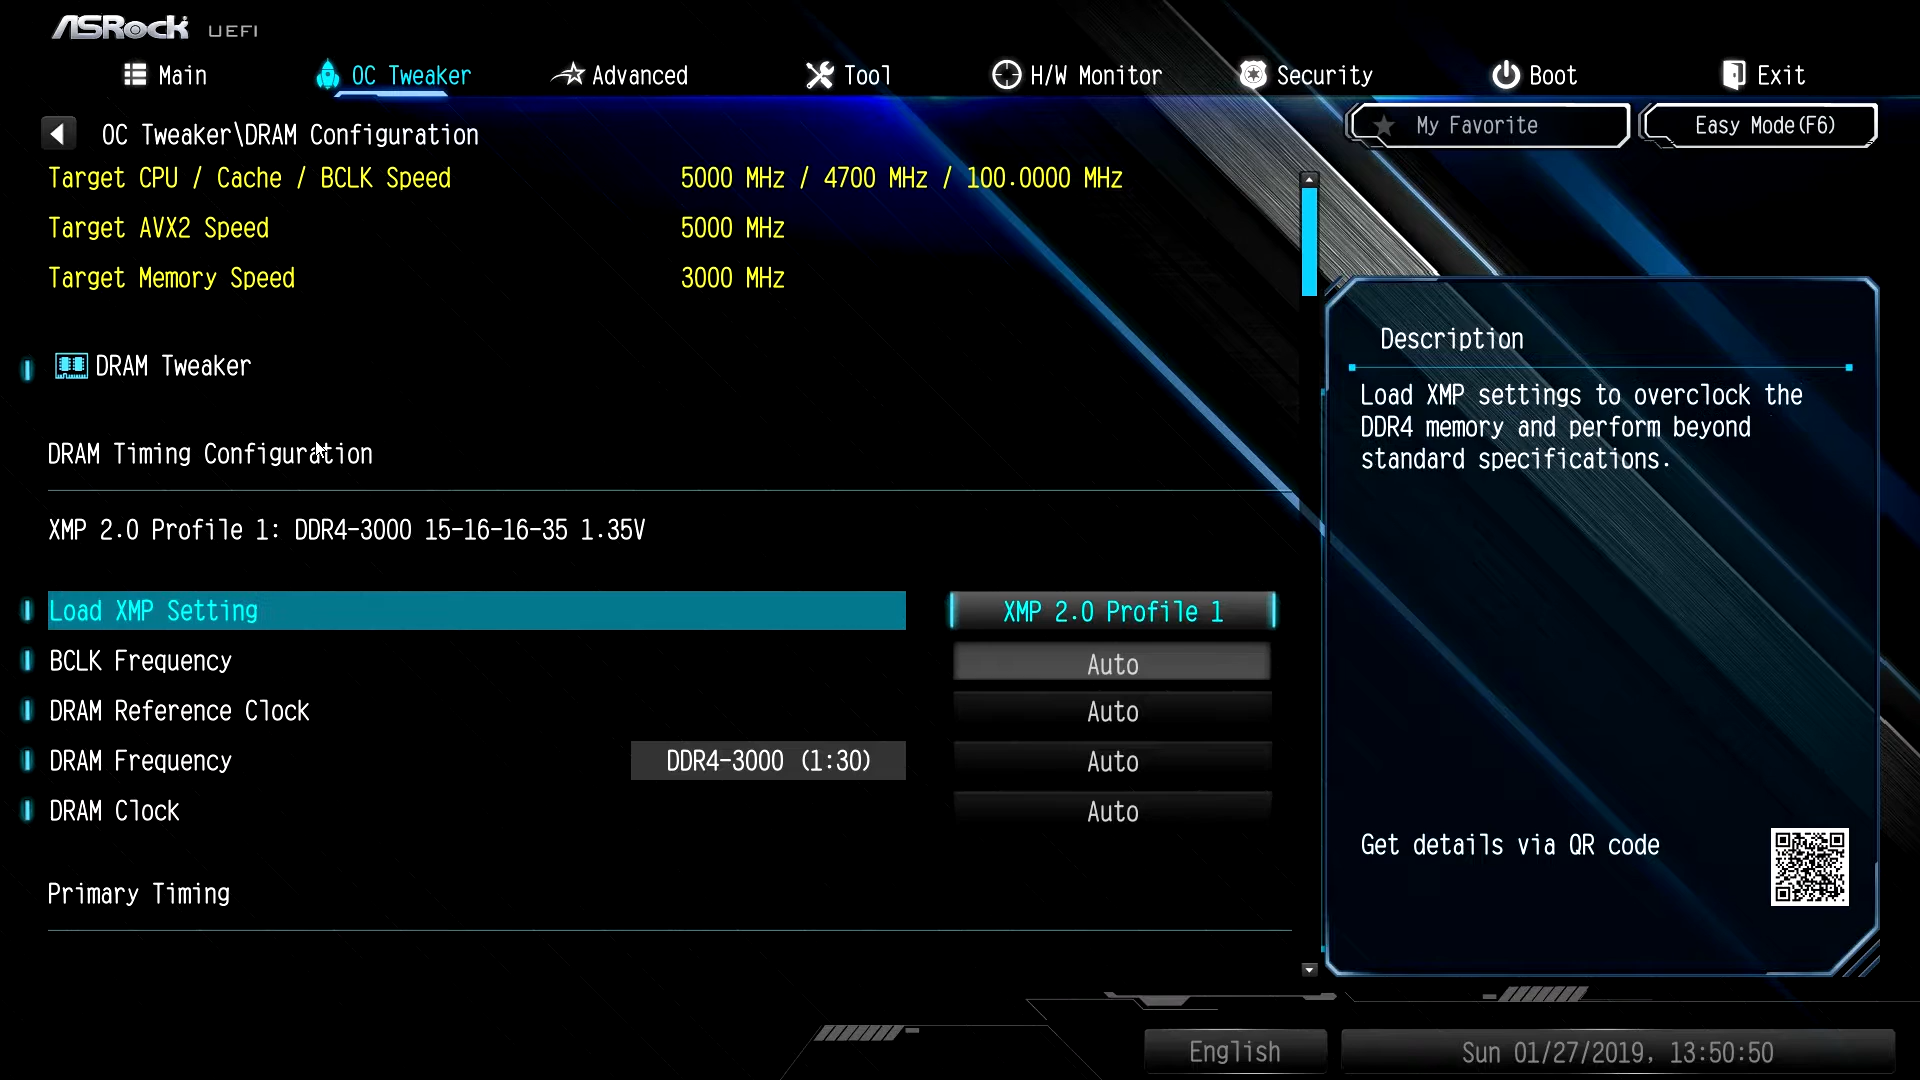 ASRock UEFI
Main OC Tweaker Advanced Tool H/W Monitor Security Boot Exit
My Favorite Easy Mode(F6)
OC Tweaker\DRAM Configuration
Target CPU / Cache / BCLK Speed 5000 MHz / 4700 MHz / 100.0000 MHz
Target AVX2 Speed 5000 MHz
Target Memory Speed 3000 MHz
DRAM Tweaker
DRAM Timing Configuration
XMP 2.0 Profile 1: DDR4-3000 15-16-16-35 1.35V
Load XMP Setting XMP 2.0 Profile 1
BCLK Frequency Auto
DRAM Reference Clock Auto
DRAM Frequency DDR4-3000 (1:30) Auto
DRAM Clock Auto
Primary Timing
Description
Load XMP settings to overclock the
DDR4 memory and perform beyond
standard specifications.
Get details via QR code
English Sun 01/27/2019, 13:50:50